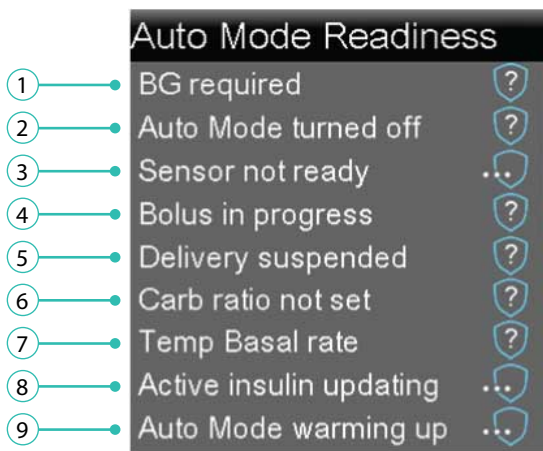 Auto Mode Readiness
1 BG required ?
2 Auto Mode turned off ?
3 Sensor not ready ...
4 Bolus in progress ?
5 Delivery suspended ?
6 Carb ratio not set ?
7 Temp Basal rate ?
8 Active insulin updating ...
9 Auto Mode warming up ...